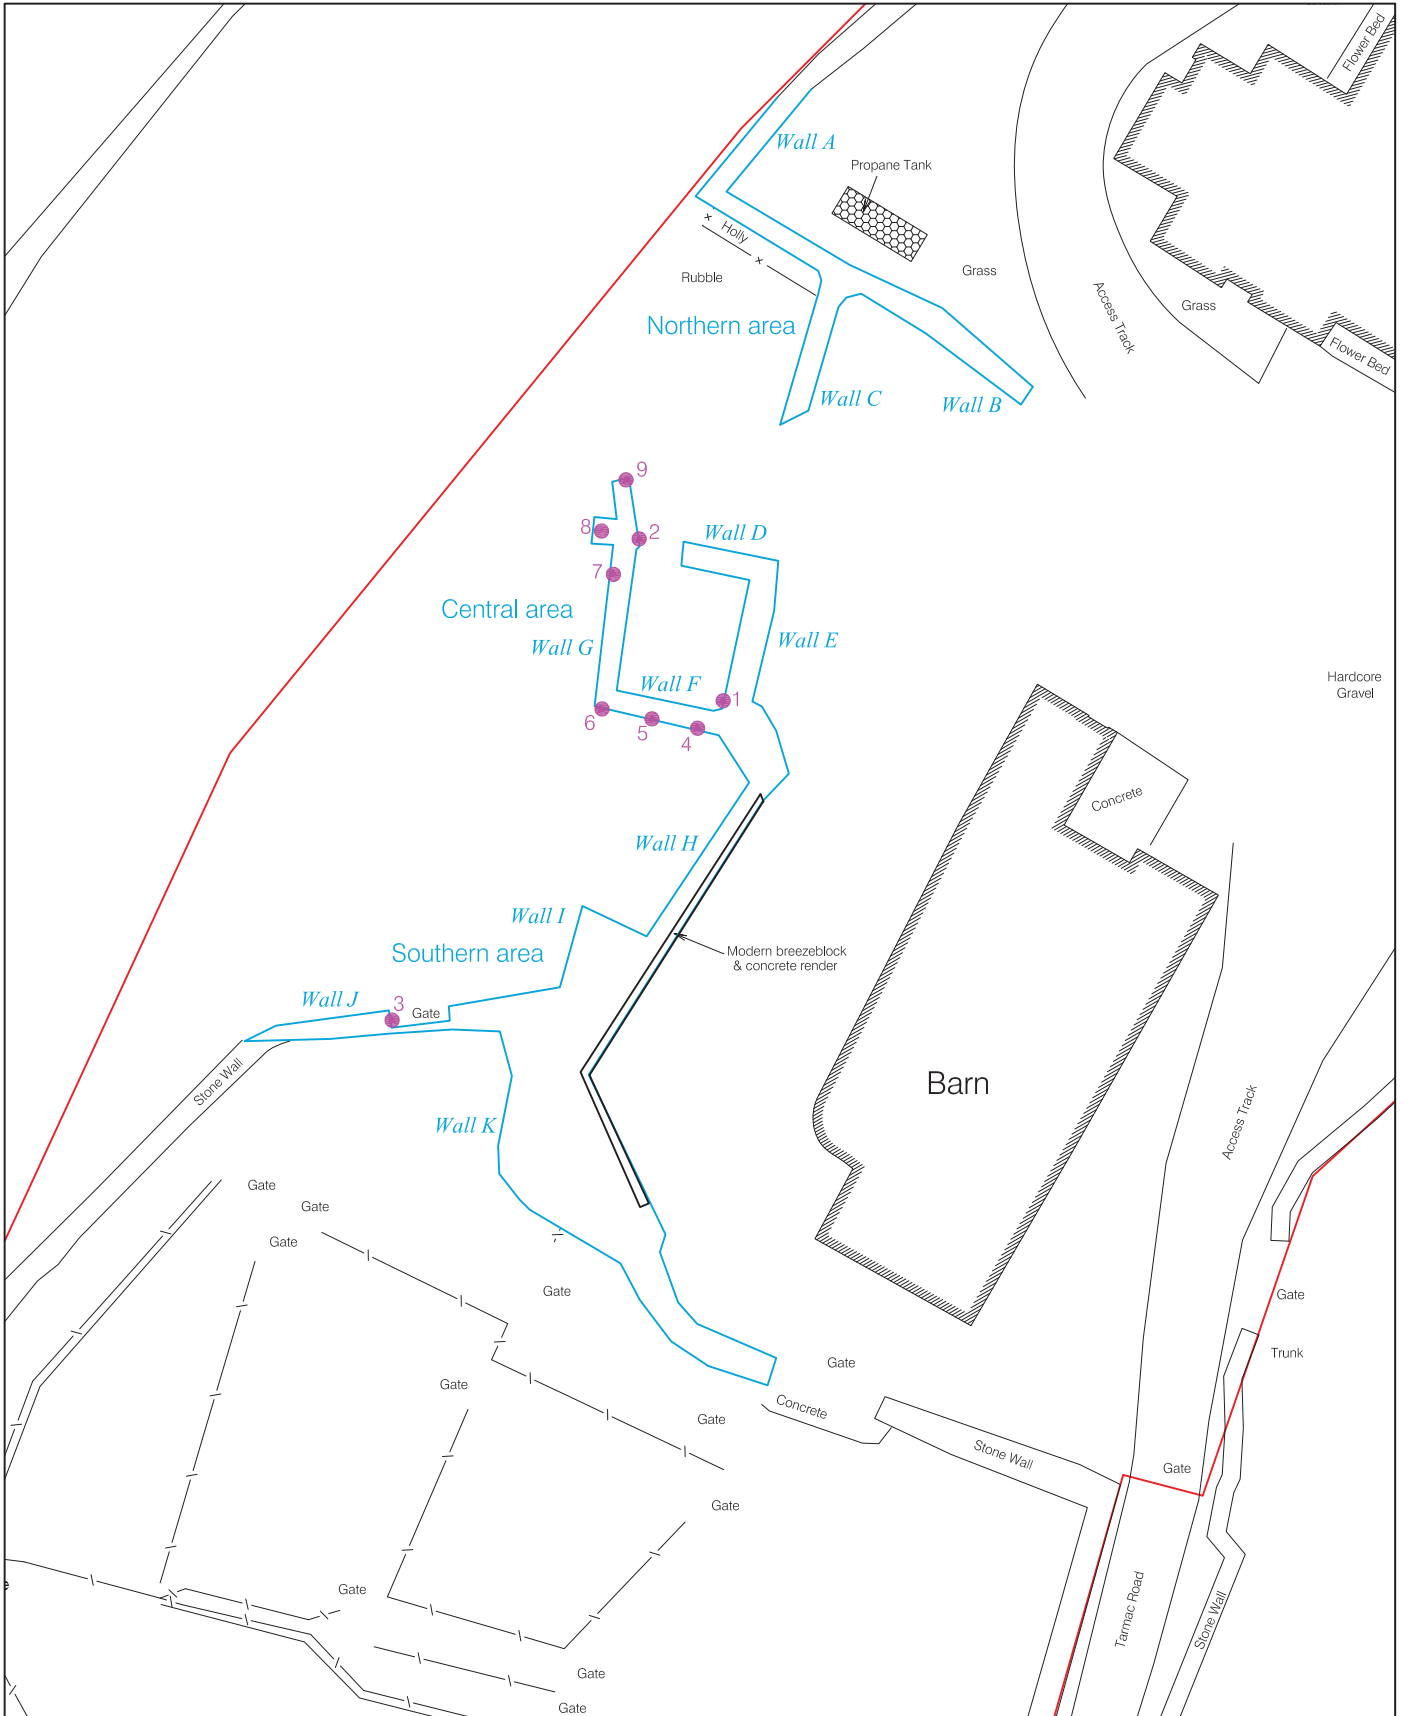 Flower Bed
Wall A
Propane Tank
Holly
Grass
Rubble
Access Track
Grass
Northern area
Flower Bed
Wall C
Wall B
9
8
2
Wall D
7
Central area
Wall G
Wall E
Wall F
1
Hardcore
Gravel
6
5
4
Concrete
Wall H
Wall I
Southern area
Modern breezeblock
& concrete render
Wall J
3
Gate
Stone Wall
Barn
Access Track
Wall K
Gate
Gate
Gate
Gate
Gate
Trunk
Gate
Gate
Concrete
Gate
Stone Wall
Gate
Gate
Gate
Tarmac Road
Stone Wall
Gate
Gate